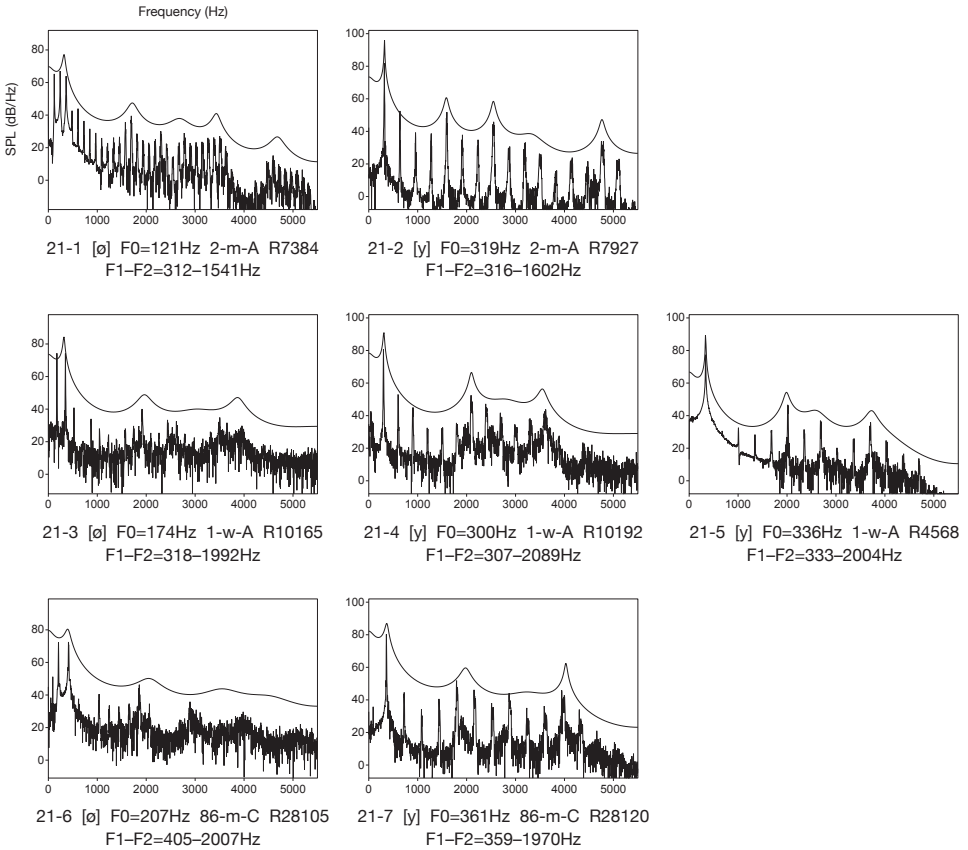 Frequency (Hz)
SPL (dB/Hz)
80
60
40
20
0
0 1000 2000 3000 4000 5000
21-1 [ø] F0=121Hz 2-m-A R7384
F1–F2=312–1541Hz
100
80
60
40
20
0
0 1000 2000 3000 4000 5000
21-2 [y] F0=319Hz 2-m-A R7927
F1–F2=316–1602Hz
80
60
40
20
0
0 1000 2000 3000 4000 5000
21-3 [ø] F0=174Hz 1-w-A R10165
F1–F2=318–1992Hz
100
80
60
40
20
0
0 1000 2000 3000 4000 5000
21-4 [y] F0=300Hz 1-w-A R10192
F1–F2=307–2089Hz
100
80
60
40
20
0
0 1000 2000 3000 4000 5000
21-5 [y] F0=336Hz 1-w-A R4568
F1–F2=333–2004Hz
80
60
40
20
0
0 1000 2000 3000 4000 5000
21-6 [ø] F0=207Hz 86-m-C R28105
F1–F2=405–2007Hz
100
80
60
40
20
0
0 1000 2000 3000 4000 5000
21-7 [y] F0=361Hz 86-m-C R28120
F1–F2=359–1970Hz